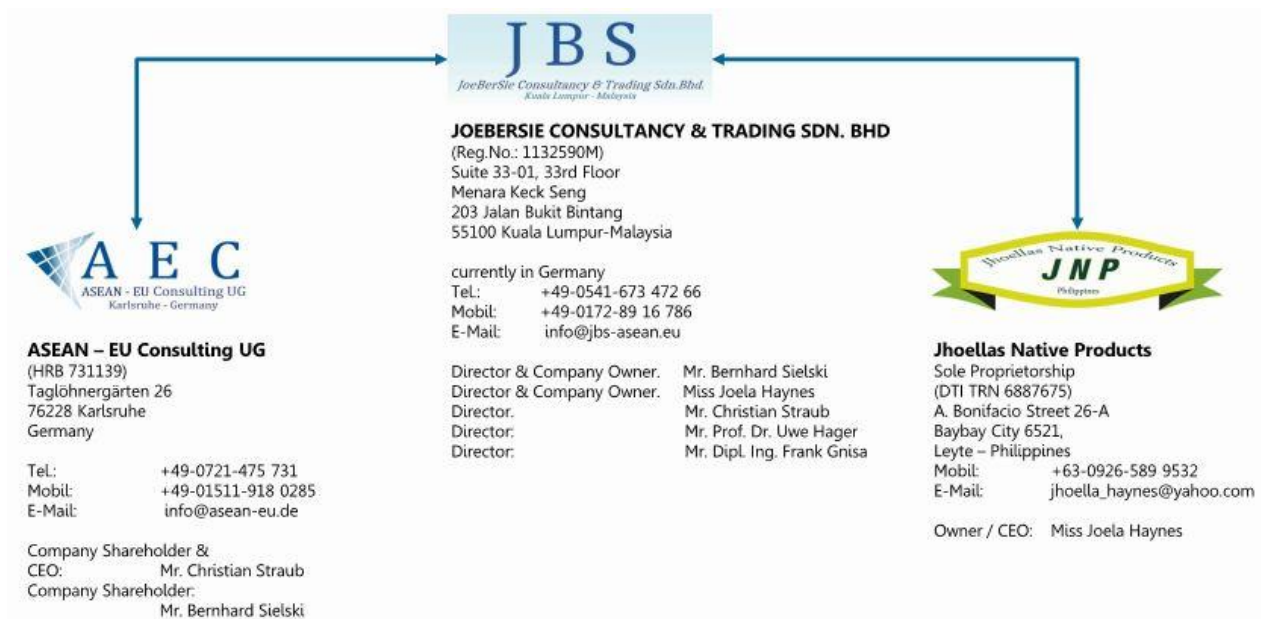 J B S
JoeBerSie Consultancy & Trading Sdn.Bhd.
Kuala Lumpur - Malaysia
JOEBERSIE CONSULTANCY & TRADING SDN. BHD
(Reg.No.: 1132590M)
Suite 33-01, 33rd Floor
Menara Keck Seng
203 Jalan Bukit Bintang
55100 Kuala Lumpur-Malaysia
currently in Germany
Tel.: +49-0541-673 472 66
Mobil: +49-0172-89 16 786
E-Mail: info@jbs-asean.eu
Director & Company Owner. Mr. Bernhard Sielski
Director & Company Owner. Miss Joela Haynes
Director. Mr. Christian Straub
Director: Mr. Prof. Dr. Uwe Hager
Director: Mr. Dipl. Ing. Frank Gnisa
A E C
ASEAN - EU Consulting UG
Karlsruhe - Germany
ASEAN – EU Consulting UG
(HRB 731139)
Taglöhnergärten 26
76228 Karlsruhe
Germany
Tel.: +49-0721-475 731
Mobil: +49-01511-918 0285
E-Mail: info@asean-eu.de
Company Shareholder &
CEO: Mr. Christian Straub
Company Shareholder:
Mr. Bernhard Sielski
Jhoellas Native Products
J N P
Philippines
Jhoellas Native Products
Sole Proprietorship
(DTI TRN 6887675)
A. Bonifacio Street 26-A
Baybay City 6521,
Leyte – Philippines
Mobil: +63-0926-589 9532
E-Mail: jhoella_haynes@yahoo.com
Owner / CEO: Miss Joela Haynes